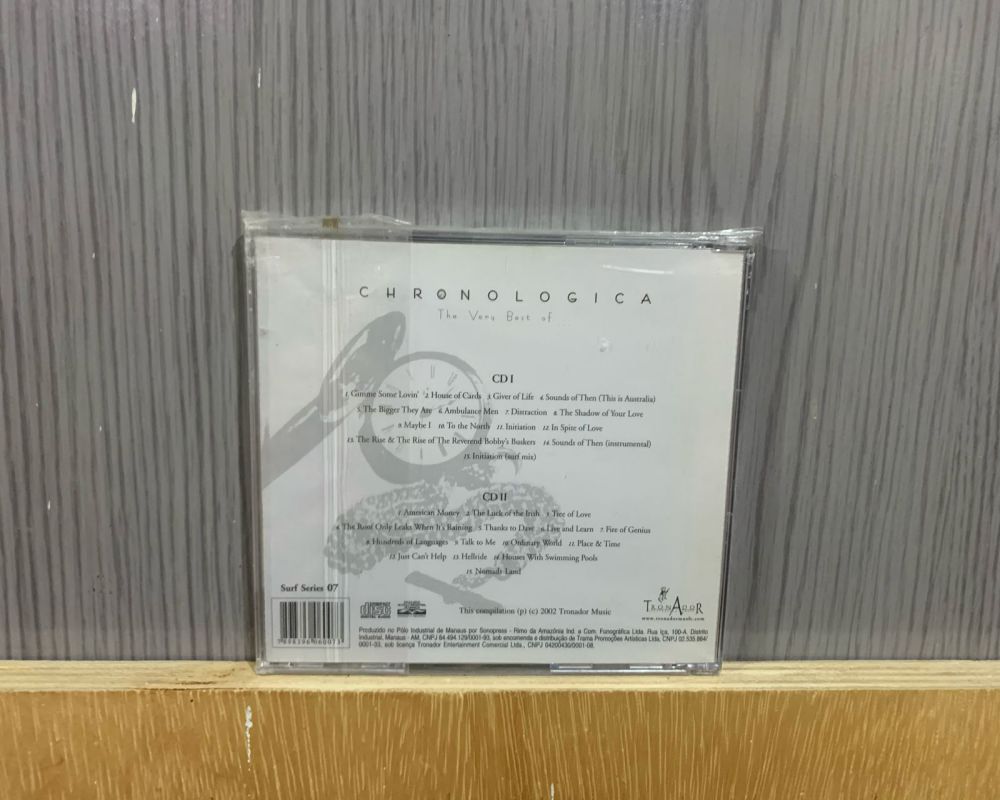 CHRONOLOGICA
The Very Best of
CD I
1. Gimme Some Lovin' 2. House of Cards 3. Giver of Life 4. Sounds of Then (This is Australia)
5. The Bigger They Are 6. Ambulance Men 7. Distraction 8. The Shadow of Your Love
9. Maybe I 10. To the North 11. Initiation 12. In Spite of Love
13. The Rise & The Rise of The Reverend Bobby's Buskers 14. Sounds of Then (instrumental)
15. Initiation (surf mix)
CD II
1. American Money 2. The Luck of the Irish 3. Tree of Love
4. The Roof Only Leaks When It's Raining 5. Thanks to Dave 6. Live and Learn 7. Fire of Genius
8. Hundreds of Languages 9. Talk to Me 10. Ordinary World 11. Place & Time
12. Just Can't Help 13. Hellride 14. Houses With Swimming Pools
15. Nomads Land
Surf Series 07
COMPACT disc DIGITAL AUDIO
This compilation (p) (c) 2002 Tronador Music
TRONADOR
www.tronadormusic.com
Produzido no Pólo Industrial de Manaus por Sonopress - Rimo da Amazônia Ind. e Com. Fonográfica Ltda. Rua Içá, 100-A, Distrito
Industrial, Manaus - AM, CNPJ 84.494.129/0001-93, sob encomenda e distribuição de Trama Promoções Artísticas Ltda, CNPJ 02.535.864/
0001-33, sob licença Tronador Entertainment Comercial Ltda., CNPJ 04200430/0001-08.
7898396060073